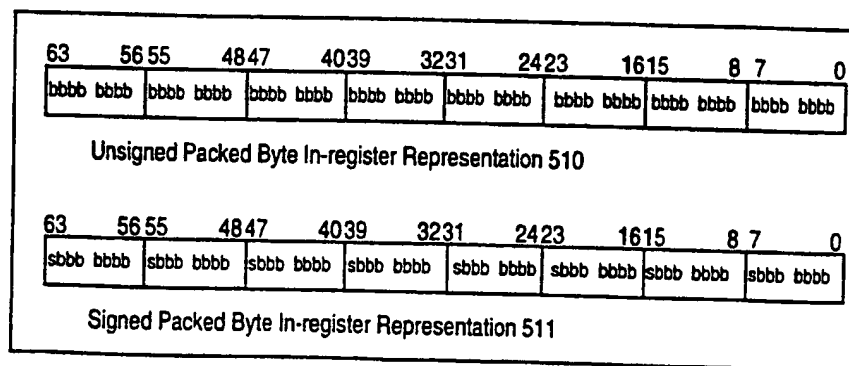 63 56 55 48 47 40 39 32 31 24 23 16 15 8 7 0
bbbb bbbb bbbb bbbb bbbb bbbb bbbb bbbb bbbb bbbb bbbb bbbb bbbb bbbb bbbb bbbb
Unsigned Packed Byte In-register Representation 510
63 56 55 48 47 40 39 32 31 24 23 16 15 8 7 0
sbbb bbbb sbbb bbbb sbbb bbbb sbbb bbbb sbbb bbbb sbbb bbbb sbbb bbbb sbbb bbbb
Signed Packed Byte In-register Representation 511